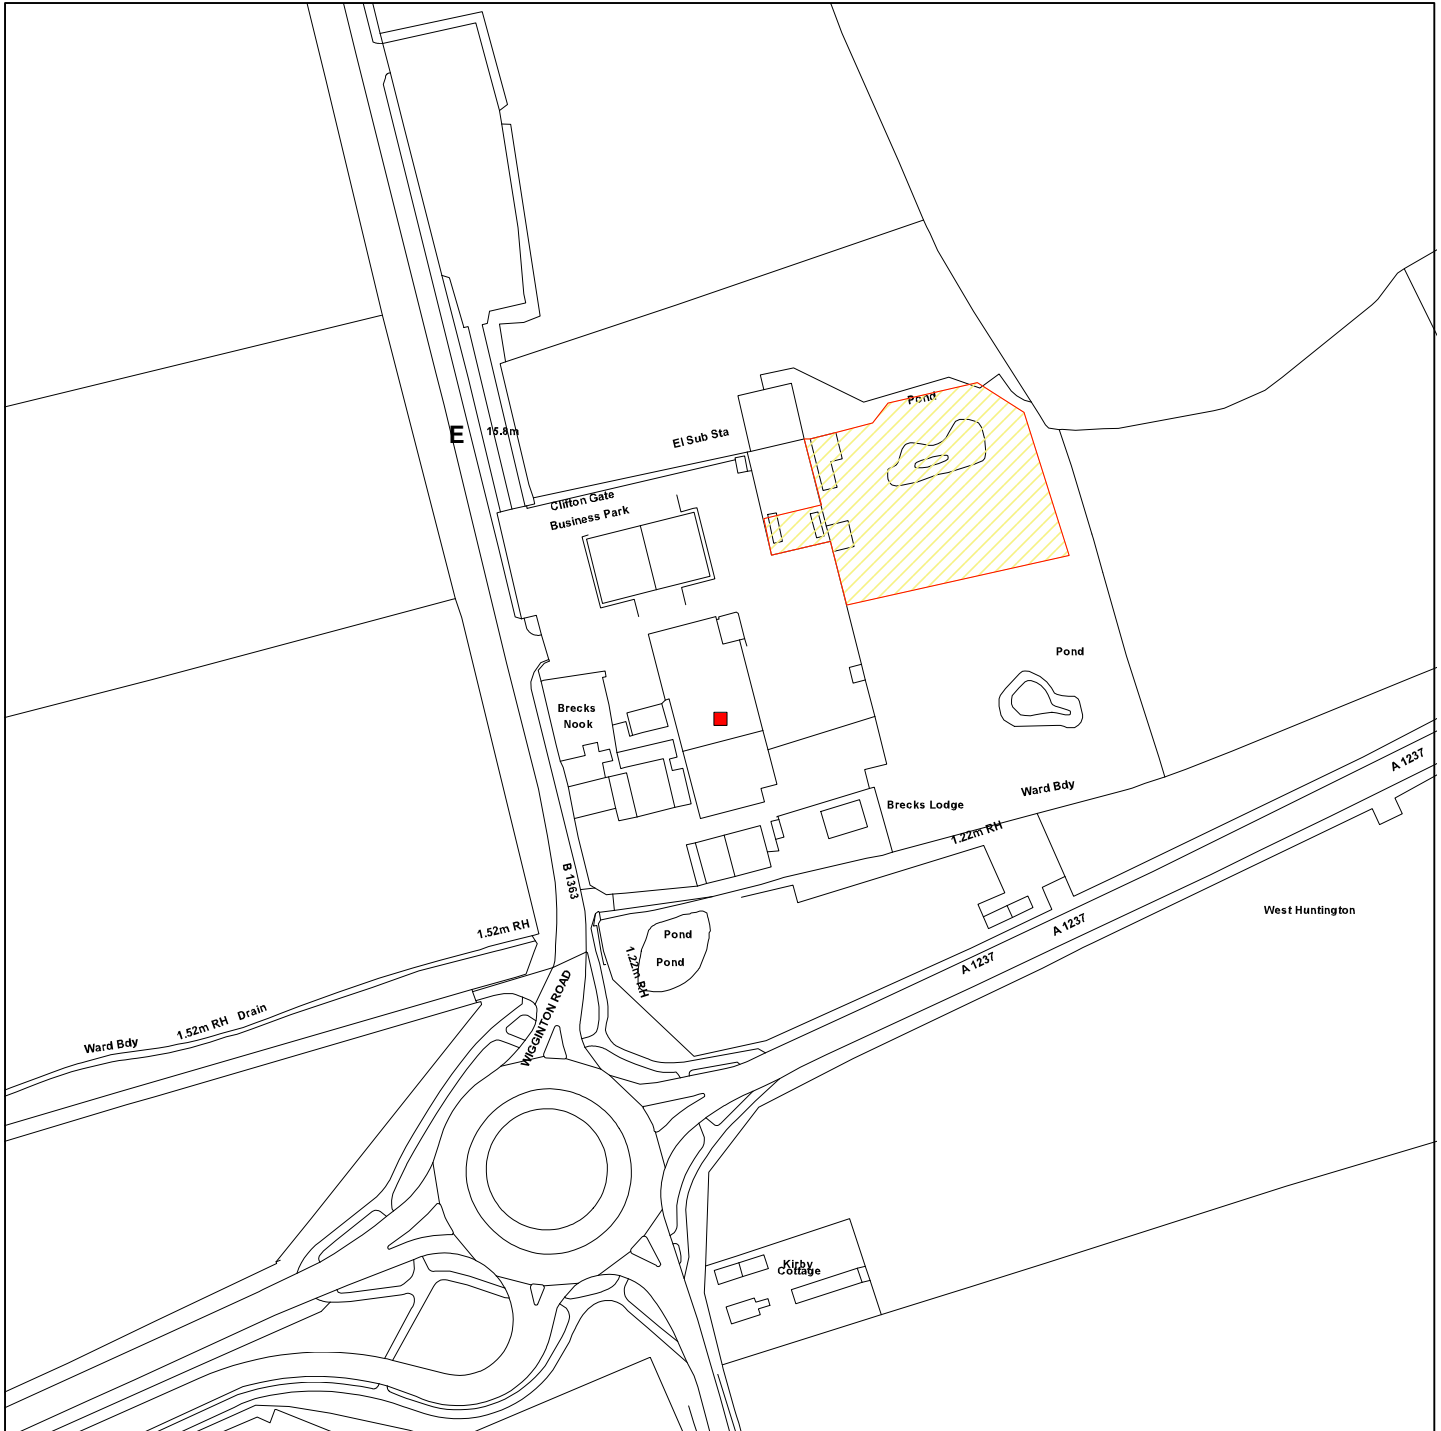 Pond
E
15.8m
El Sub Sta
Clifton Gate
Business Park
Pond
Brecks
Nook
A 1237
Ward Bdy
Brecks Lodge
1.22m RH
B 1363
West Huntington
A 1237
1.52m RH
Pond
Pond
A 1237
1.22m RH
WIGGINTON ROAD
Drain
1.52m RH
Ward Bdy
Kirby
Cottage